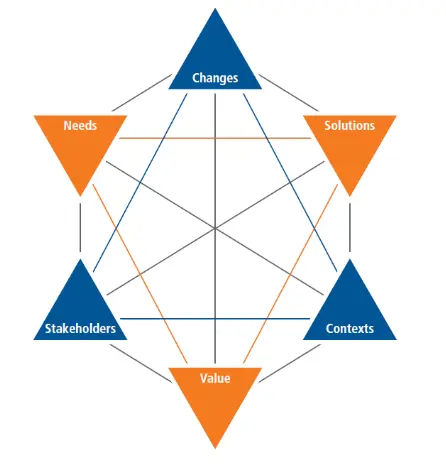 Changes
Needs
Solutions
Stakeholders
Contexts
Value